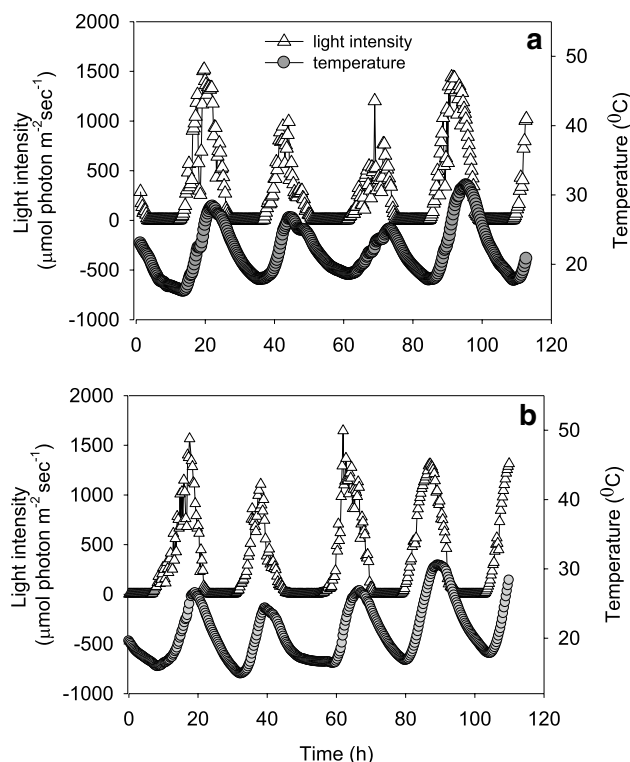 a
light intensity
temperature
2000
1500
1000
500
0
-500
-1000
Light intensity
(μmol photon m⁻² sec⁻¹)
50
40
30
20
Temperature (⁰C)
0 20 40 60 80 100 120
b
2000
1500
1000
500
0
-500
-1000
Light intensity
(μmol photon m⁻² sec⁻¹)
50
40
30
20
Temperature (⁰C)
0 20 40 60 80 100 120
Time (h)